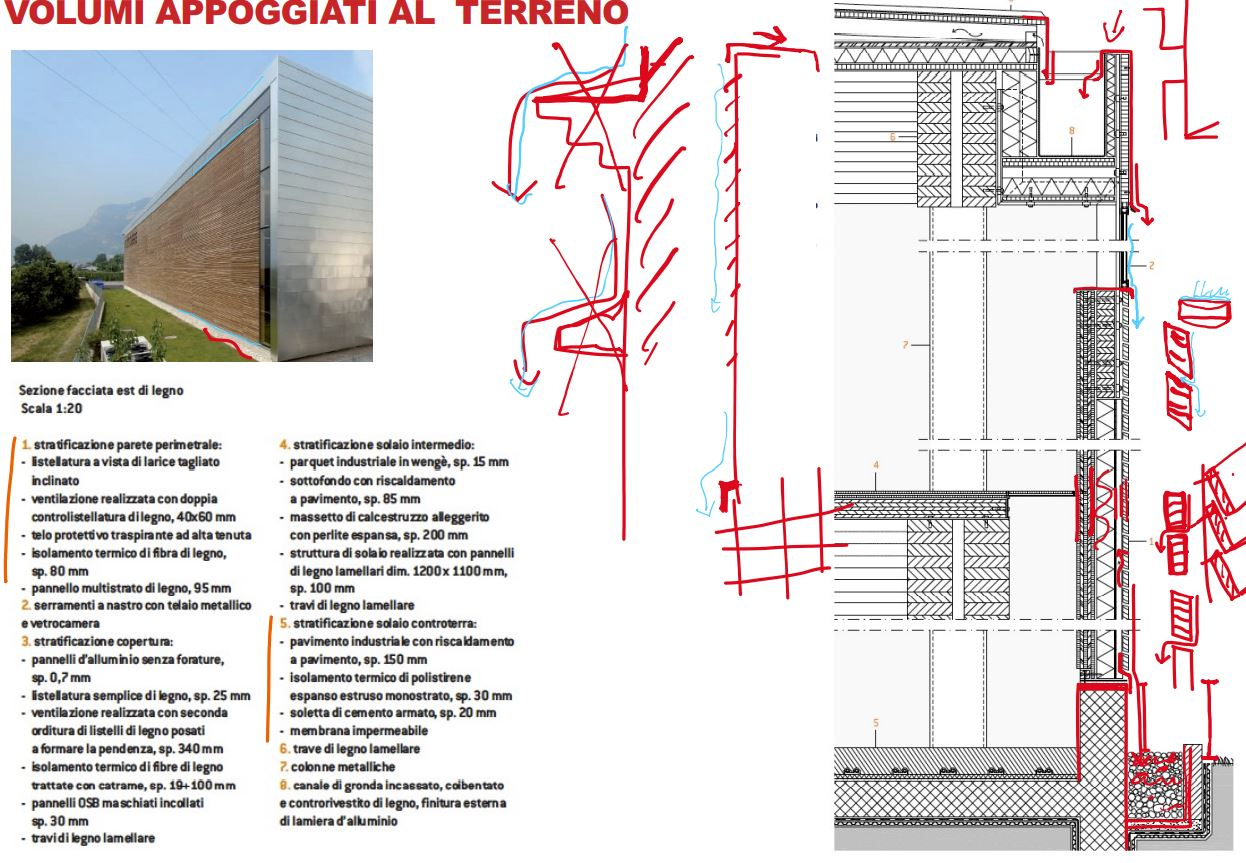 VOLUMI APPOGGIATI AL TERRENO
Sezione facciata est di legno
Scala 1:20
1. stratificazione parete perimetrale:
- listellatura a vista di larice tagliato
inclinato
- ventilazione realizzata con doppia
controlistellatura di legno, 40x60 mm
- telo protettivo traspirante ad alta tenuta
- isolamento termico di fibra di legno,
sp. 80 mm
- pannello multistrato di legno, 95 mm
2. serramenti a nastro con telaio metallico
e vetrocamera
3. stratificazione copertura:
- pannelli d'alluminio senza forature,
sp. 0,7 mm
- listellatura semplice di legno, sp. 25 mm
- ventilazione realizzata con seconda
orditura di listelli di legno posati
a formare la pendenza, sp. 340 mm
- isolamento termico di fibre di legno
trattate con catrame, sp. 19+100 mm
- pannelli OSB maschiati incollati
sp. 30 mm
- travi di legno lamellare
4. stratificazione solaio intermedio:
- parquet industriale in wengè, sp. 15 mm
- sottofondo con riscaldamento
a pavimento, sp. 85 mm
- massetto di calcestruzzo alleggerito
con perlite espansa, sp. 200 mm
- struttura di solaio realizzata con pannelli
di legno lamellari dim. 1200 x 1100 mm,
sp. 100 mm
- travi di legno lamellare
5. stratificazione solaio controterra:
- pavimento industriale con riscaldamento
a pavimento, sp. 150 mm
- isolamento termico di polistirene
espanso estruso monostrato, sp. 30 mm
- soletta di cemento armato, sp. 20 mm
- membrana impermeabile
6. trave di legno lamellare
7. colonne metalliche
8. canale di gronda incassato, coibentato
e controrivestito di legno, finitura esterna
di lamiera d'alluminio
6
8
2
7
4
1
5